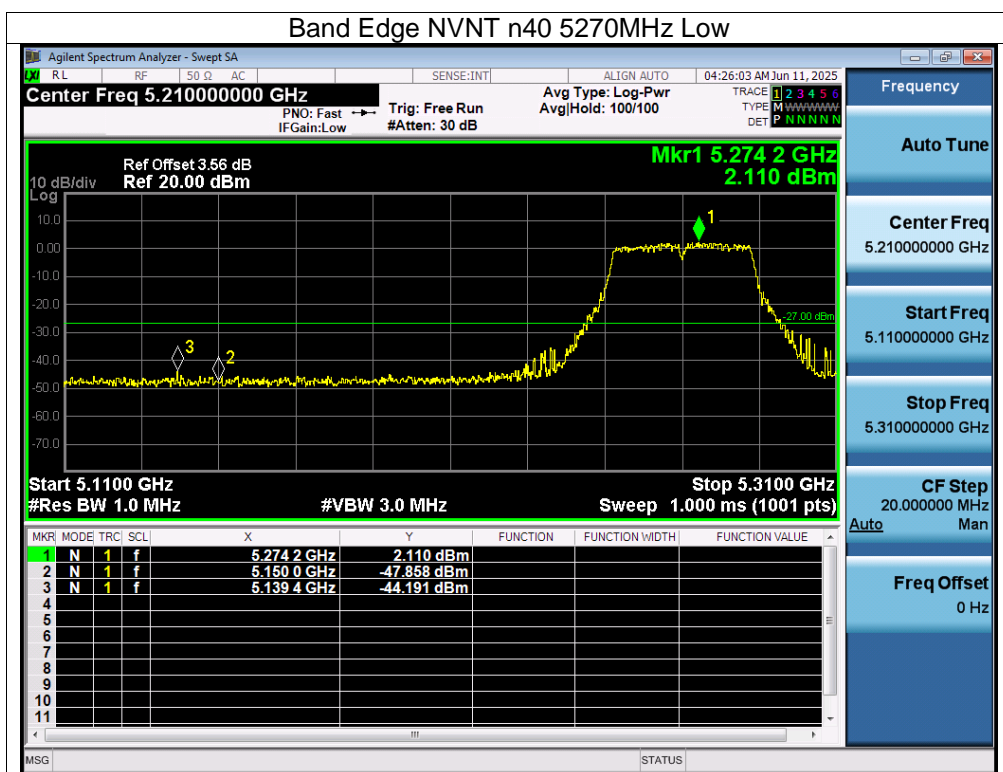 Band Edge NVNT n40 5270MHz Low
Agilent Spectrum Analyzer - Swept SA
LXI RL RF 50 Ω AC SENSE:INT ALIGN AUTO 04:26:03 AM Jun 11, 2025
Center Freq 5.210000000 GHz
PNO: Fast
IFGain:Low
Trig: Free Run
#Atten: 30 dB
Avg Type: Log-Pwr
Avg|Hold: 100/100
TRACE 1 2 3 4 5 6
TYPE M WWWWW
DET P N N N N N
Mkr1 5.274 2 GHz
2.110 dBm
Ref Offset 3.56 dB
10 dB/div Ref 20.00 dBm
Log
10.0
0.00
-10.0
-20.0
-30.0
-40.0
-50.0
-60.0
-70.0
1
-27.00 dBm
3
2
Start 5.1100 GHz Stop 5.3100 GHz
#Res BW 1.0 MHz #VBW 3.0 MHz Sweep 1.000 ms (1001 pts)
MKR MODE TRC SCL X Y FUNCTION FUNCTION WIDTH FUNCTION VALUE
1 N 1 f 5.274 2 GHz 2.110 dBm
2 N 1 f 5.150 0 GHz -47.858 dBm
3 N 1 f 5.139 4 GHz -44.191 dBm
4
5
6
7
8
9
10
11
MSG STATUS
Frequency
Auto Tune
Center Freq
5.210000000 GHz
Start Freq
5.110000000 GHz
Stop Freq
5.310000000 GHz
CF Step
20.000000 MHz
Auto Man
Freq Offset
0 Hz